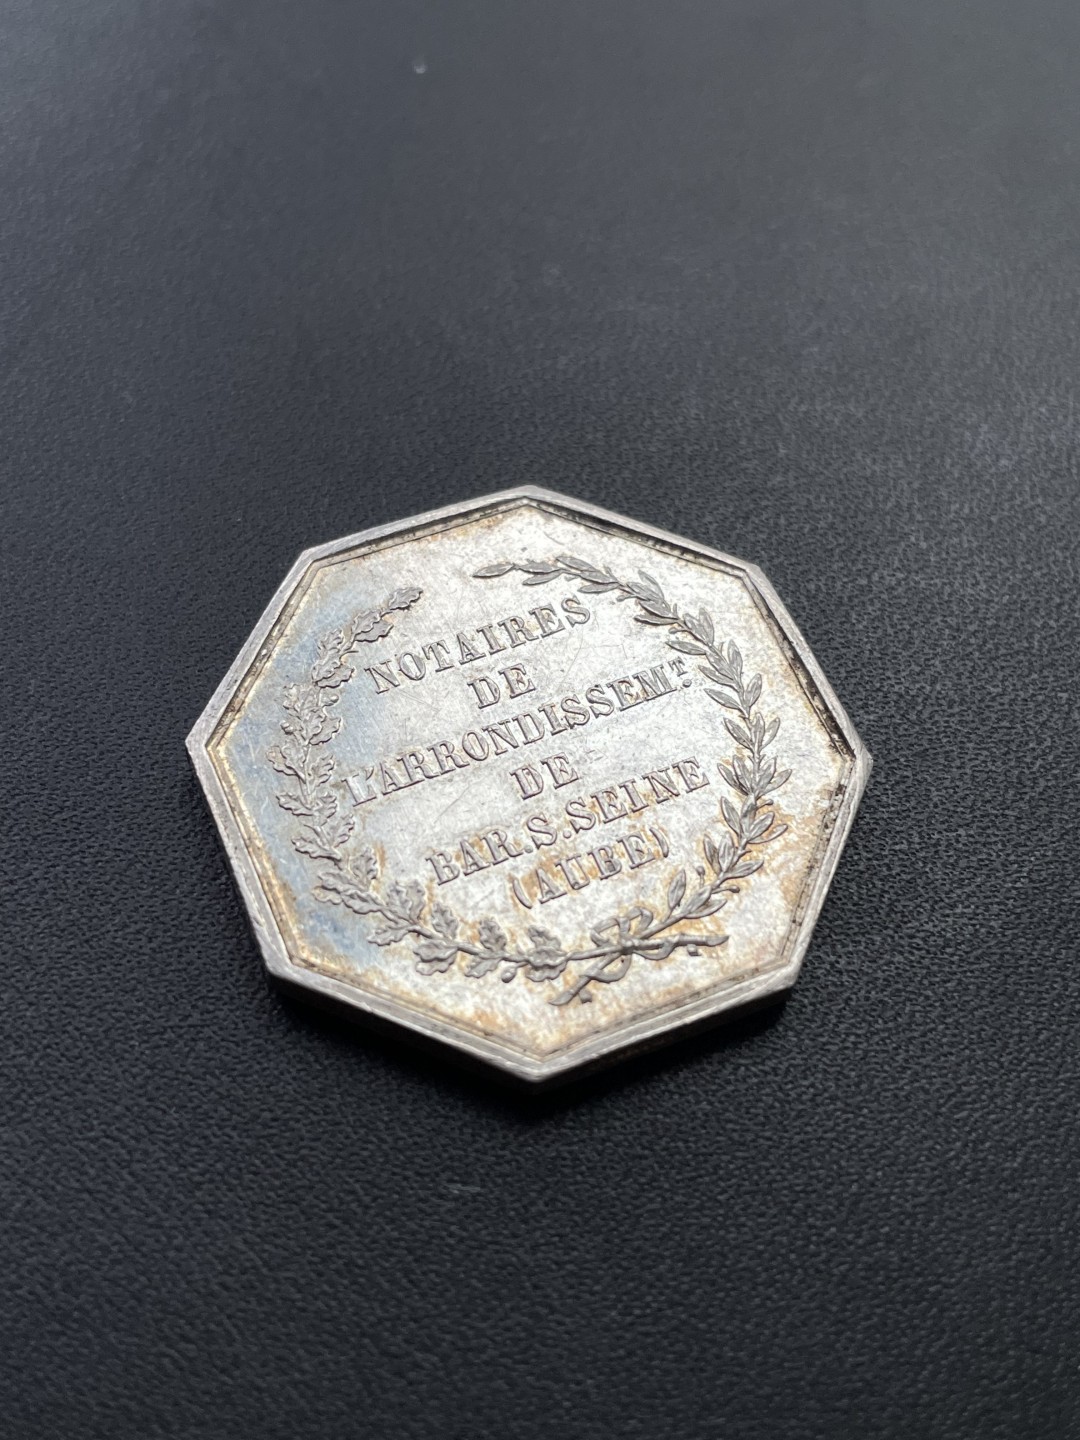 NOTAIRES
DE
L'ARRONDISSEMT.
DE
BAR.S.SEINE
(AUBE)